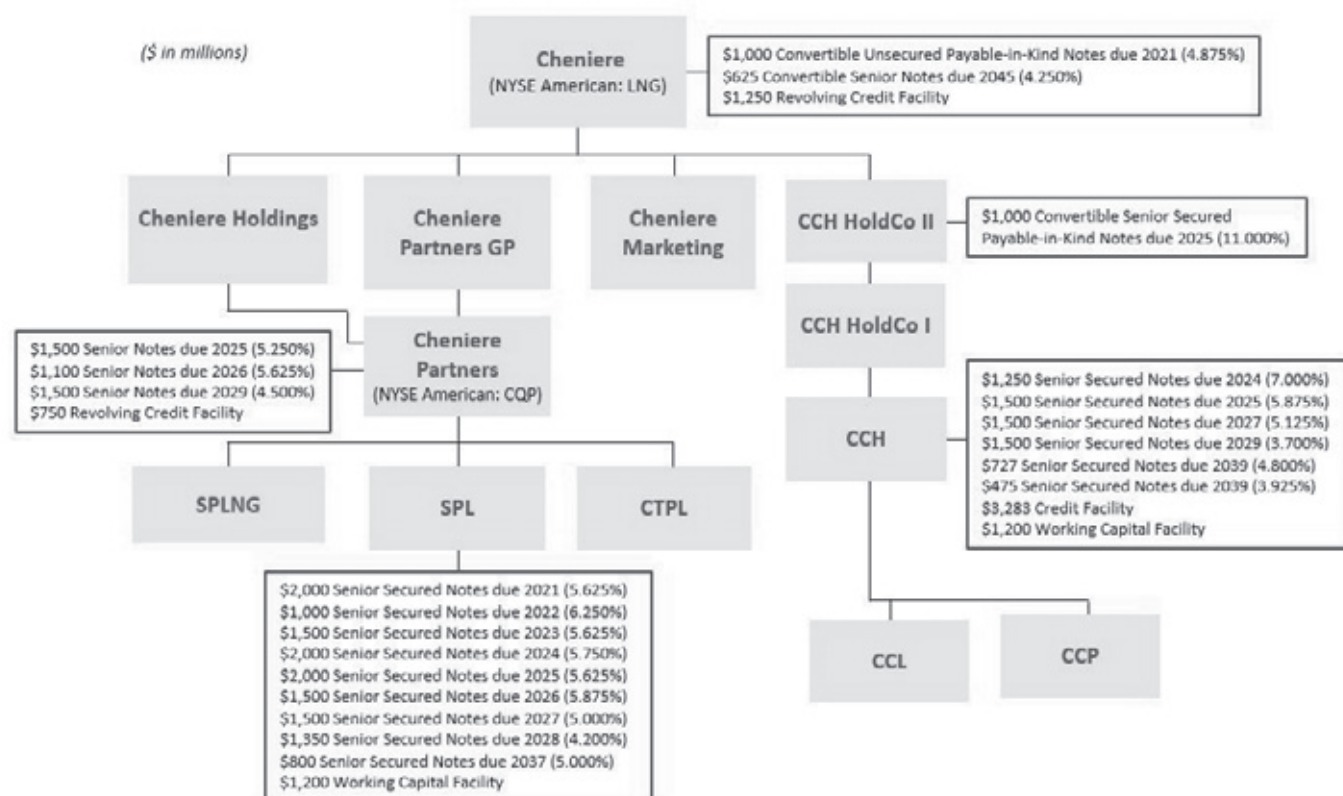 ($ in millions)
Cheniere
(NYSE American: LNG)
$1,000 Convertible Unsecured Payable-in-Kind Notes due 2021 (4.875%)
$625 Convertible Senior Notes due 2045 (4.250%)
$1,250 Revolving Credit Facility
Cheniere Holdings
Cheniere
Partners GP
Cheniere
Marketing
CCH HoldCo II
$1,000 Convertible Senior Secured
Payable-in-Kind Notes due 2025 (11.000%)
CCH HoldCo I
$1,500 Senior Notes due 2025 (5.250%)
$1,100 Senior Notes due 2026 (5.625%)
$1,500 Senior Notes due 2029 (4.500%)
$750 Revolving Credit Facility
Cheniere
Partners
(NYSE American: CQP)
CCH
$1,250 Senior Secured Notes due 2024 (7.000%)
$1,500 Senior Secured Notes due 2025 (5.875%)
$1,500 Senior Secured Notes due 2027 (5.125%)
$1,500 Senior Secured Notes due 2029 (3.700%)
$727 Senior Secured Notes due 2039 (4.800%)
$475 Senior Secured Notes due 2039 (3.925%)
$3,283 Credit Facility
$1,200 Working Capital Facility
SPLNG
SPL
CTPL
$2,000 Senior Secured Notes due 2021 (5.625%)
$1,000 Senior Secured Notes due 2022 (6.250%)
$1,500 Senior Secured Notes due 2023 (5.625%)
$2,000 Senior Secured Notes due 2024 (5.750%)
$2,000 Senior Secured Notes due 2025 (5.625%)
$1,500 Senior Secured Notes due 2026 (5.875%)
$1,500 Senior Secured Notes due 2027 (5.000%)
$1,350 Senior Secured Notes due 2028 (4.200%)
$800 Senior Secured Notes due 2037 (5.000%)
$1,200 Working Capital Facility
CCL
CCP